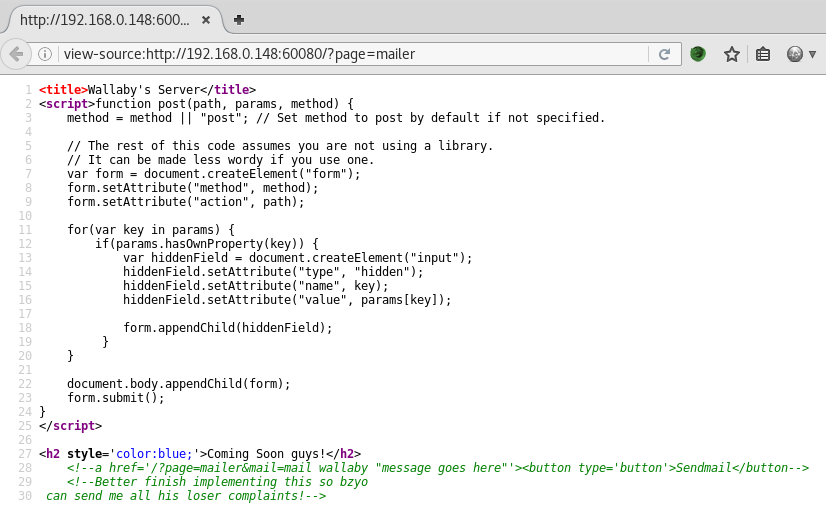 http://192.168.0.148:600...
view-source:http://192.168.0.148:60080/?page=mailer
1 <title>Wallaby's Server</title>
2 <script>function post(path, params, method) {
3     method = method || "post"; // Set method to post by default if not specified.
4
5     // The rest of this code assumes you are not using a library.
6     // It can be made less wordy if you use one.
7     var form = document.createElement("form");
8     form.setAttribute("method", method);
9     form.setAttribute("action", path);
10
11     for(var key in params) {
12         if(params.hasOwnProperty(key)) {
13             var hiddenField = document.createElement("input");
14             hiddenField.setAttribute("type", "hidden");
15             hiddenField.setAttribute("name", key);
16             hiddenField.setAttribute("value", params[key]);
17
18             form.appendChild(hiddenField);
19          }
20     }
21
22     document.body.appendChild(form);
23     form.submit();
24 }
25 </script>
26
27 <h2 style='color:blue;'>Coming Soon guys!</h2>
28     <!--a href='/?page=mailer&mail=mail wallaby "message goes here"'><button type='button'>Sendmail</button-->
29     <!--Better finish implementing this so bzyo
30  can send me all his loser complaints!-->